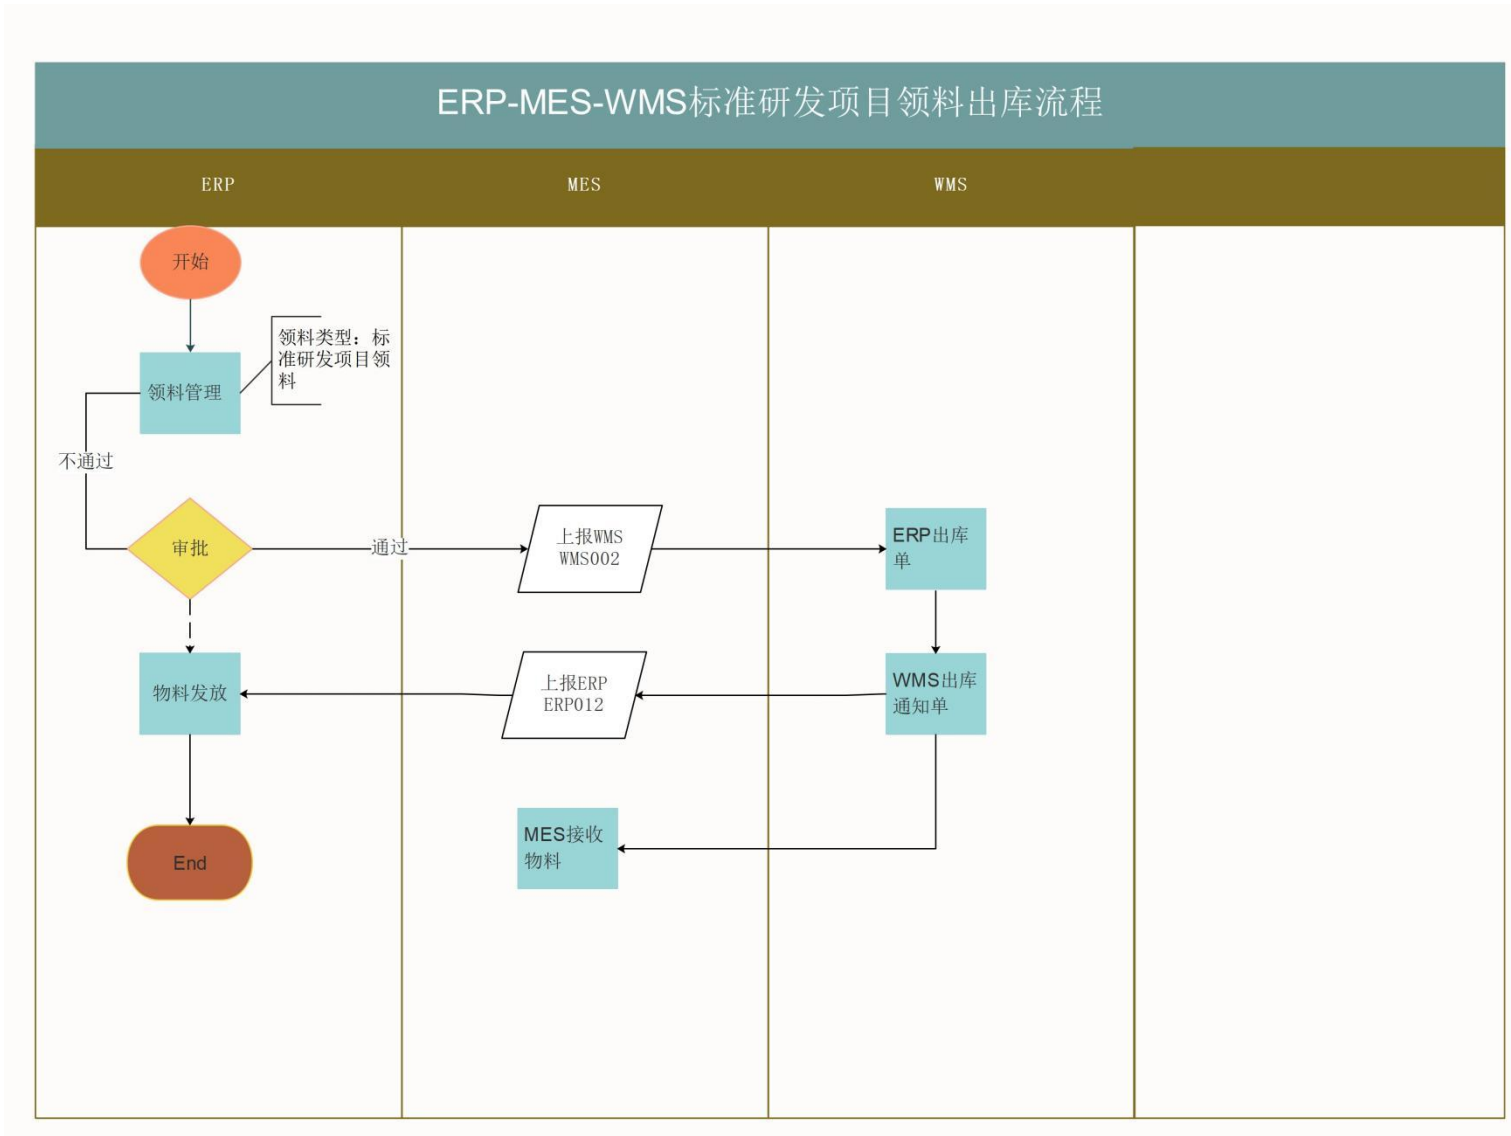 ERP-MES-WMS标准研发项目领料出库流程
ERP
MES
WMS
开始
领料类型：标
准研发项目领
料
领料管理
不通过
审批
通过
上报WMS
WMS002
ERP出库
单
物料发放
上报ERP
ERP012
WMS出库
通知单
MES接收
物料
End